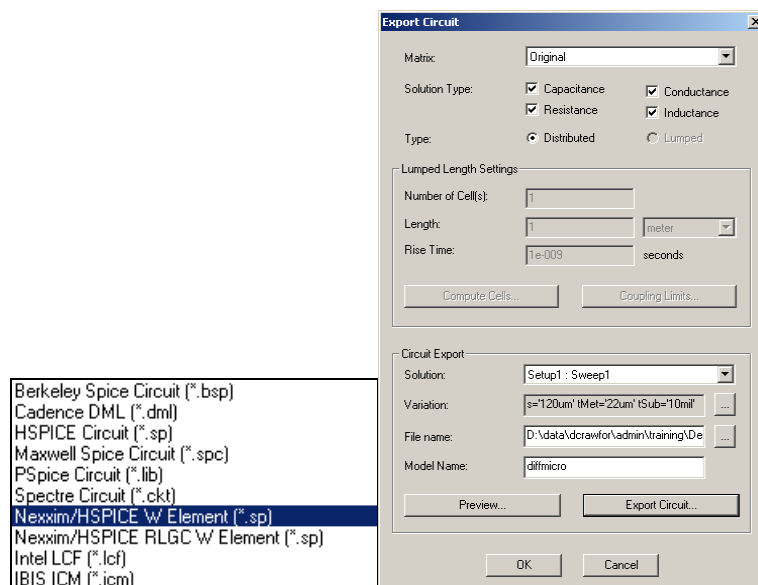 Export Circuit
Matrix: Original
Solution Type: Capacitance Conductance
Resistance Inductance
Type: Distributed Lumped
Lumped Length Settings
Number of Cell(s): 1
Length: 1 meter
Rise Time: 1e-009 seconds
Compute Cells... Coupling Limits...
Circuit Export
Solution: Setup1 : Sweep1
Variation: s='120um' tMet='22um' tSub='10mil' ...
File name: D:\data\dcrawfor\admin\training\De ...
Model Name: diffmicro
Preview... Export Circuit...
OK Cancel
Berkeley Spice Circuit (*.bsp)
Cadence DML (*.dml)
HSPICE Circuit (*.sp)
Maxwell Spice Circuit (*.spc)
PSpice Circuit (*.lib)
Spectre Circuit (*.ckt)
Nexxim/HSPICE W Element (*.sp)
Nexxim/HSPICE RLGC W Element (*.sp)
Intel LCF (*.lcf)
IBIS ICM (*.icm)